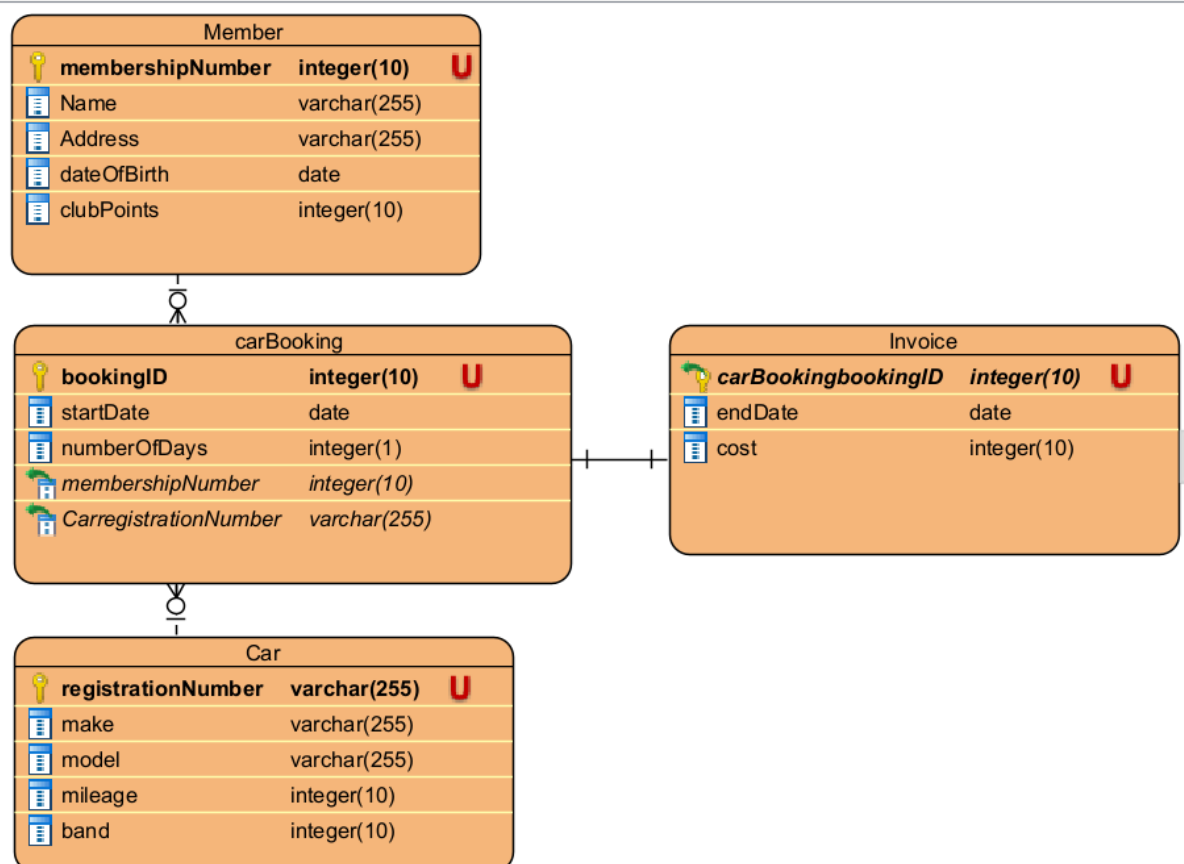 Member
membershipNumber integer(10) U
Name varchar(255)
Address varchar(255)
dateOfBirth date
clubPoints integer(10)
carBooking
bookingID integer(10) U
startDate date
numberOfDays integer(1)
membershipNumber integer(10)
CarregistrationNumber varchar(255)
Invoice
carBookingbookingID integer(10) U
endDate date
cost integer(10)
Car
registrationNumber varchar(255) U
make varchar(255)
model varchar(255)
mileage integer(10)
band integer(10)